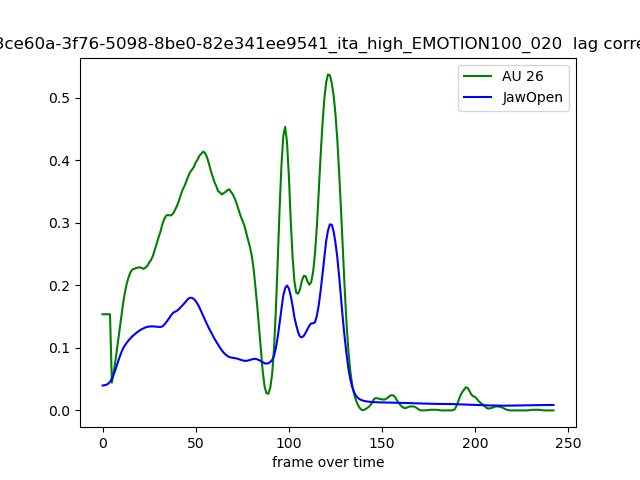 3ce60a-3f76-5098-8be0-82e341ee9541_ita_high_EMOTION100_020 lag corre
AU 26
JawOpen
0.5
0.4
0.3
0.2
0.1
0.0
0 50 100 150 200 250
frame over time